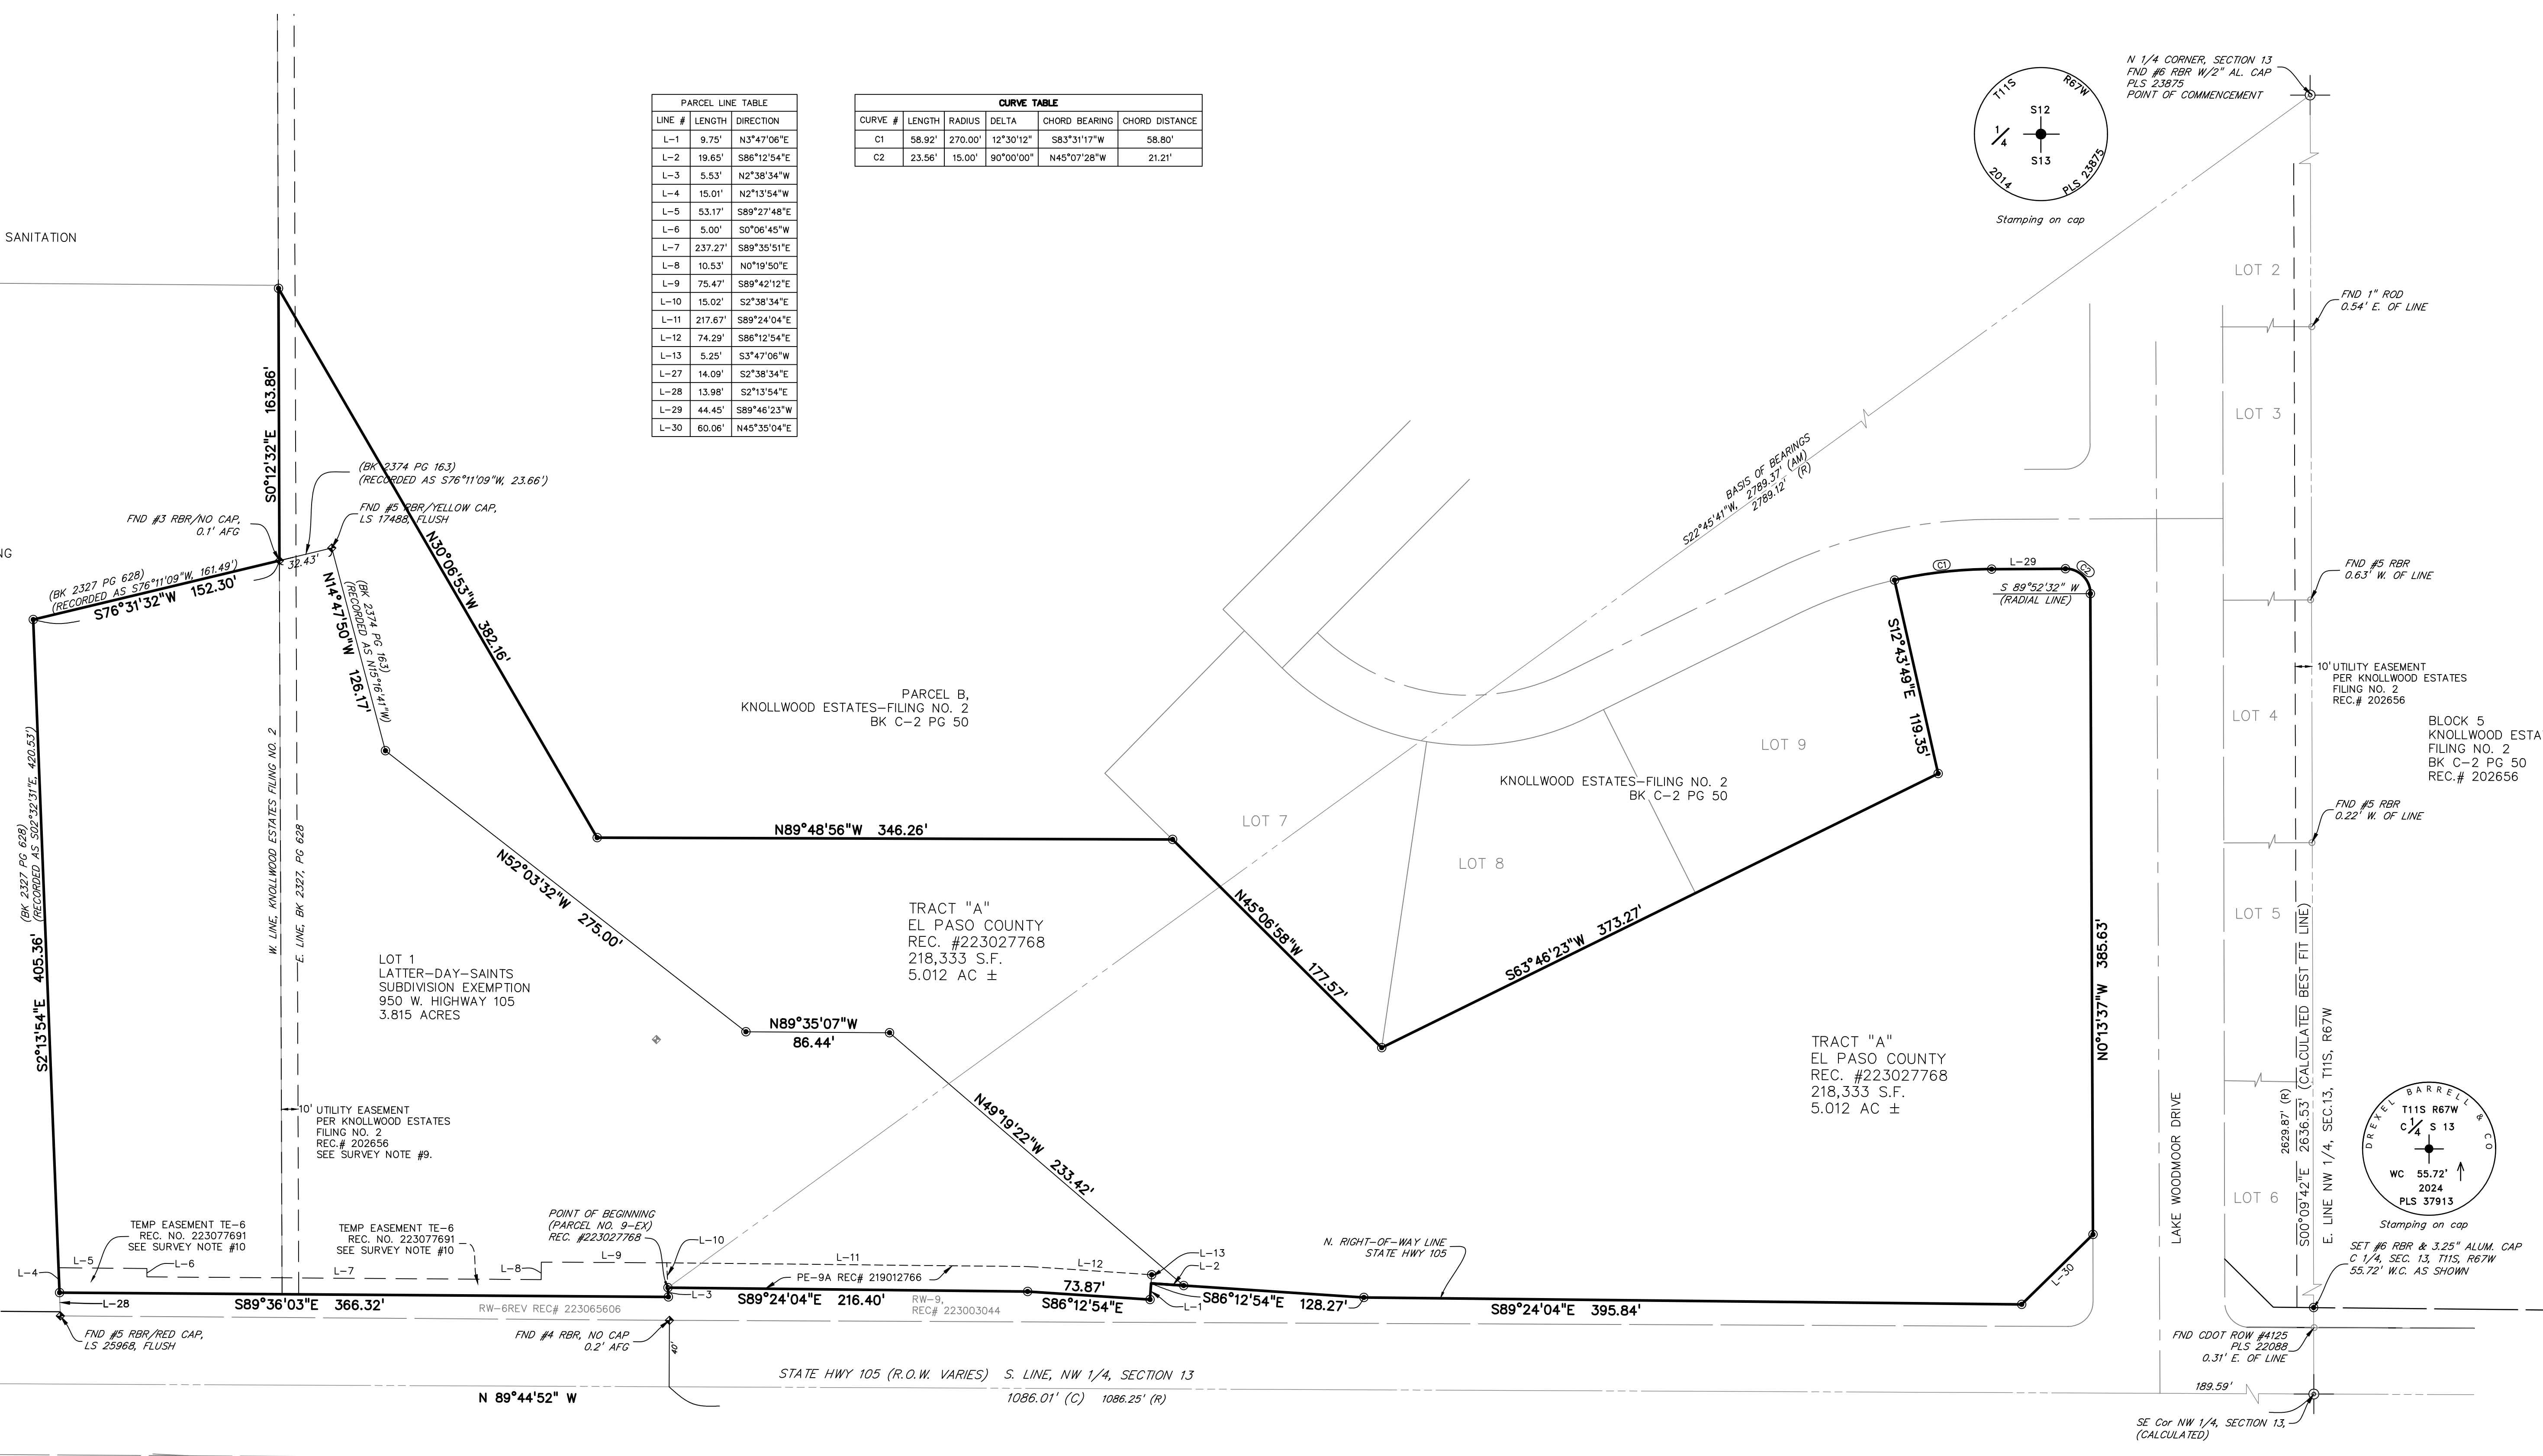 PARCEL LINE TABLE
LINE # LENGTH DIRECTION
L-1 9.75' N3°47'06"E
L-2 19.65' S86°12'54"E
L-3 5.53' N2°38'34"W
L-4 15.01' N2°13'54"W
L-5 53.17' S89°27'48"E
L-6 5.00' S0°06'45"W
L-7 237.27' S89°35'51"E
L-8 10.53' N0°19'50"E
L-9 75.47' S89°42'12"E
L-10 15.02' S2°38'34"E
L-11 217.67' S89°24'04"E
L-12 74.29' S86°12'54"E
L-13 5.25' S3°47'06"W
L-27 14.09' S2°38'34"E
L-28 13.98' S2°13'54"E
L-29 44.45' S89°46'23"W
L-30 60.06' N45°35'04"E
CURVE TABLE
CURVE # LENGTH RADIUS DELTA CHORD BEARING CHORD DISTANCE
C1 58.92' 270.00' 12°30'12" S83°31'17"W 58.80'
C2 23.56' 15.00' 90°00'00" N45°07'28"W 21.21'
T11S R67W
S12
1/4
S13
2014 PLS 23875
Stamping on cap
N 1/4 CORNER, SECTION 13
FND #6 RBR W/2" AL. CAP
PLS 23875
POINT OF COMMENCEMENT
SANITATION
NG
S0°12'32"E 163.86'
(BK 2374 PG 163)
(RECORDED AS S76°11'09"W, 23.66')
FND #5 RBR/YELLOW CAP,
LS 17488, FLUSH
FND #3 RBR/NO CAP,
0.1' AFG
32.43'
(BK 2327 PG 628)
(RECORDED AS S76°11'09"W, 161.49')
S76°31'32"W 152.30'
N30°06'53"W 382.16'
(BK 2374 PG 163)
(RECORDED AS N15°16'41"W)
N14°47'50"W 126.17'
(BK 2327 PG 628)
(RECORDED AS S02°32'31"E, 420.53')
S2°13'54"E 405.36'
W. LINE, KNOLLWOOD ESTATES FILING NO. 2
E. LINE, BK 2327, PG 628
PARCEL B,
KNOLLWOOD ESTATES-FILING NO. 2
BK C-2 PG 50
N89°48'56"W 346.26'
N52°03'32"W 275.00'
TRACT "A"
EL PASO COUNTY
REC. #223027768
218,333 S.F.
5.012 AC ±
LOT 1
LATTER-DAY-SAINTS
SUBDIVISION EXEMPTION
950 W. HIGHWAY 105
3.815 ACRES
N89°35'07"W
86.44'
N49°19'22"W 233.42'
10' UTILITY EASEMENT
PER KNOLLWOOD ESTATES
FILING NO. 2
REC.# 202656
SEE SURVEY NOTE #9.
BASIS OF BEARINGS
S22°45'41"W, 2789.37' (AM)
2789.12' (R)
C1
L-29
C2
S 89°52'32" W
(RADIAL LINE)
S12°43'49"E 119.35'
LOT 7
LOT 8
LOT 9
KNOLLWOOD ESTATES-FILING NO. 2
BK C-2 PG 50
N45°06'58"W 177.57'
S63°46'23"W 373.27'
TRACT "A"
EL PASO COUNTY
REC. #223027768
218,333 S.F.
5.012 AC ±
N0°13'37"W 385.63'
LAKE WOODMOOR DRIVE
LOT 2
LOT 3
LOT 4
LOT 5
LOT 6
FND 1" ROD
0.54' E. OF LINE
FND #5 RBR
0.63' W. OF LINE
10' UTILITY EASEMENT
PER KNOLLWOOD ESTATES
FILING NO. 2
REC.# 202656
BLOCK 5
KNOLLWOOD ESTA
FILING NO. 2
BK C-2 PG 50
REC.# 202656
FND #5 RBR
0.22' W. OF LINE
2629.87' (R)
S00°09'42"E 2636.53' (CALCULATED BEST FIT LINE)
E. LINE NW 1/4, SEC.13, T11S, R67W
DREXEL BARRELL & CO
T11S R67W
C 1/4 S 13
WC 55.72'
2024
PLS 37913
Stamping on cap
SET #6 RBR & 3.25" ALUM. CAP
C 1/4, SEC. 13, T11S, R67W
55.72' W.C. AS SHOWN
TEMP EASEMENT TE-6
REC. NO. 223077691
SEE SURVEY NOTE #10
TEMP EASEMENT TE-6
REC. NO. 223077691
SEE SURVEY NOTE #10
POINT OF BEGINNING
(PARCEL NO. 9-EX)
REC. #223027768
L-10
L-4
L-5
L-6
L-7
L-8
L-9
L-11
L-12
L-13
L-2
L-1
L-3
L-28
L-30
PE-9A REC# 219012766
N. RIGHT-OF-WAY LINE
STATE HWY 105
S89°36'03"E 366.32'
RW-6REV REC# 223065606
S89°24'04"E 216.40'
RW-9,
REC# 223003044
73.87'
S86°12'54"E
S86°12'54"E 128.27'
S89°24'04"E 395.84'
FND #5 RBR/RED CAP,
LS 25968, FLUSH
FND #4 RBR, NO CAP
0.2' AFG
40'
FND CDOT ROW #4125
PLS 22088
0.31' E. OF LINE
STATE HWY 105 (R.O.W. VARIES) S. LINE, NW 1/4, SECTION 13
N 89°44'52" W
1086.01' (C) 1086.25' (R)
189.59'
SE Cor NW 1/4, SECTION 13,
(CALCULATED)